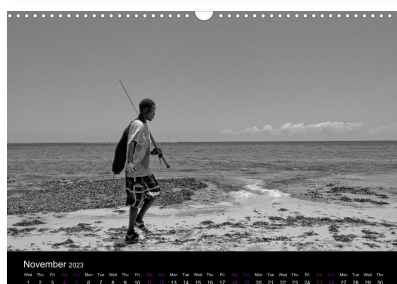 November 2023
Wed Thu Fri Sat Sun Mon Tue Wed Thu Fri Sat Sun Mon Tue Wed Thu Fri Sat Sun Mon Tue Wed Thu Fri Sat Sun Mon Tue Wed Thu
1 2 3 4 5 6 7 8 9 10 11 12 13 14 15 16 17 18 19 20 21 22 23 24 25 26 27 28 29 30